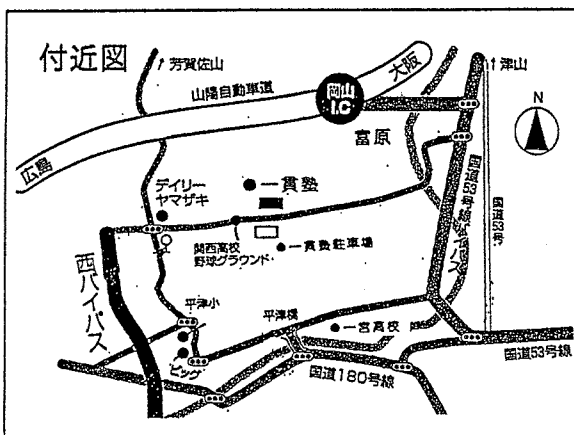 付近図
↑芳賀佐山
山陽自動車道
大阪
↑津山
岡山
IC
N
富原
広島
デイリー
ヤマザキ
●一貫塾
国道53号線バイパス
国道53号
関西高校
野球グラウンド
●一貫塾駐車場
西バイパス
平津小
平津橋
●一宮高校
ビッグ
国道180号線
国道53号線